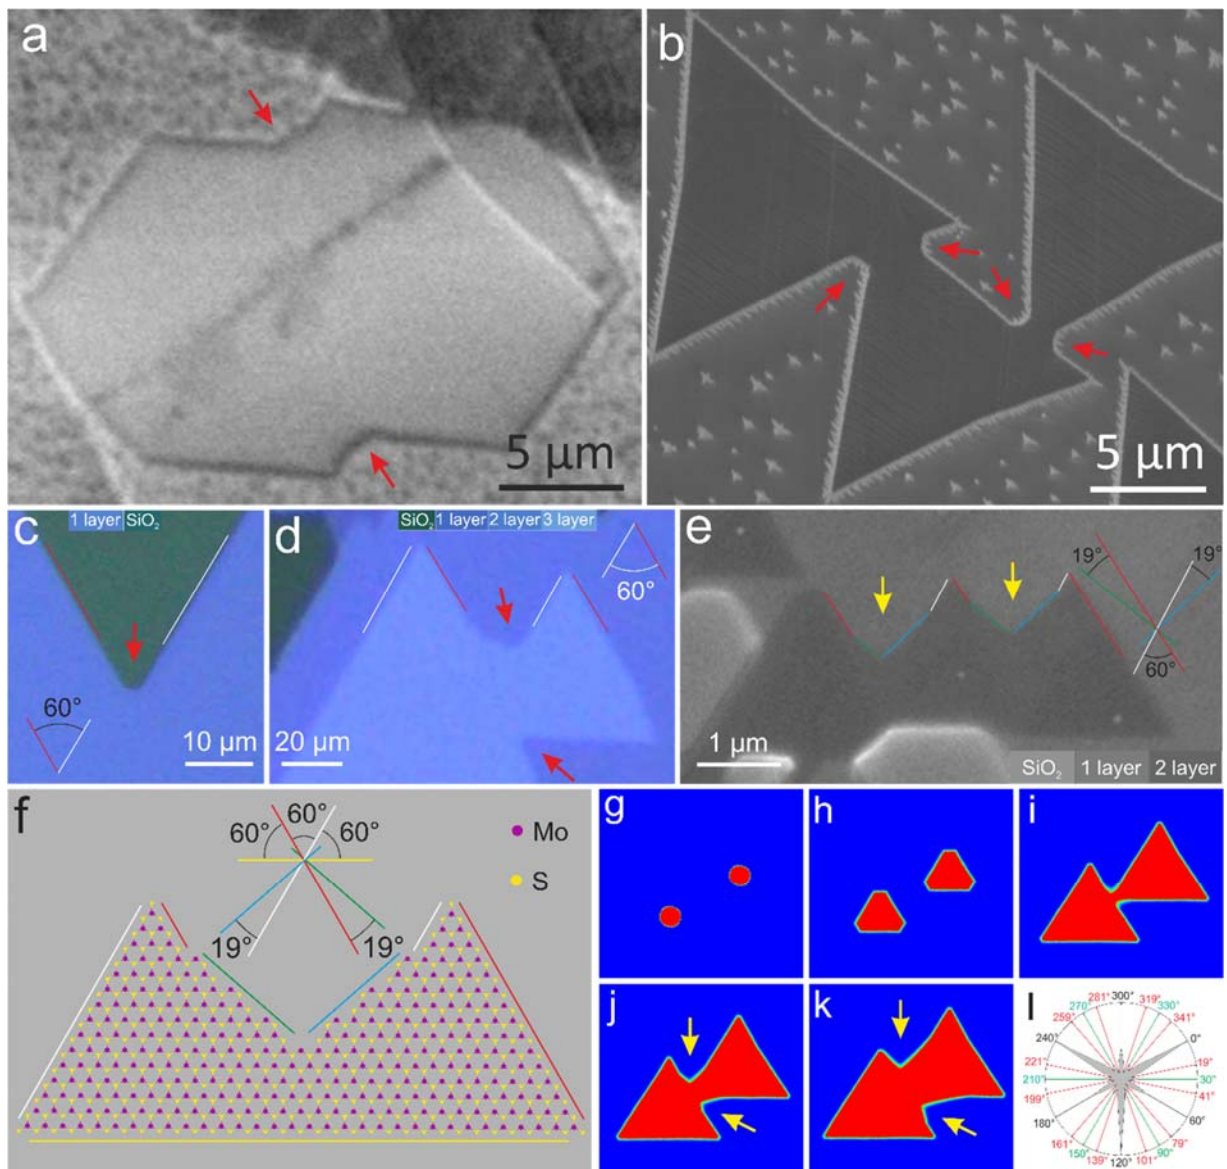 a
5 µm
b
5 µm
c
1 layer SiO₂
60°
10 µm
d
SiO₂ 1 layer 2 layer 3 layer
60°
20 µm
e
19°
19°
60°
1 µm
SiO₂ 1 layer 2 layer
f
60°
60°
60°
19°
19°
Mo
S
g
h
i
j
k
l
300°
281°
319°
270°
330°
259°
341°
240°
0°
221°
19°
210°
30°
199°
41°
180°
60°
161°
79°
150°
90°
139°
101°
120°